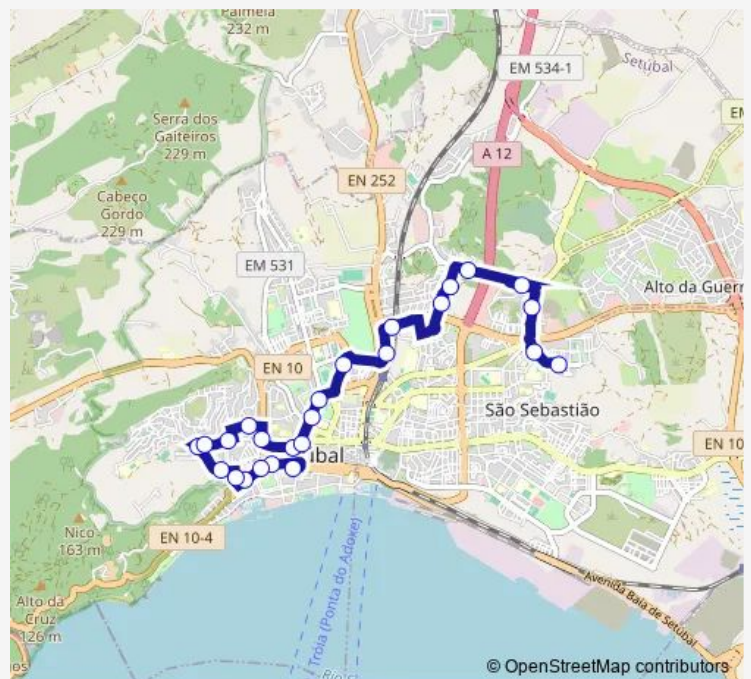 Palmela
232 m
EM 534-1
Setúbal
Serra dos
Gaiteiros
229 m
A 12
EN 252
Cabeço
Gordo
229 m
EM 531
Alto da Guerr
EN 10
São Sebastião
ubal
EN 10
Nico
163 m
EN 10-4
Tróia (Ponta do Adoxe)
Avenida Baía de Setúbal
Alto da
Cruz
126 m
os
© OpenStreetMap contributors